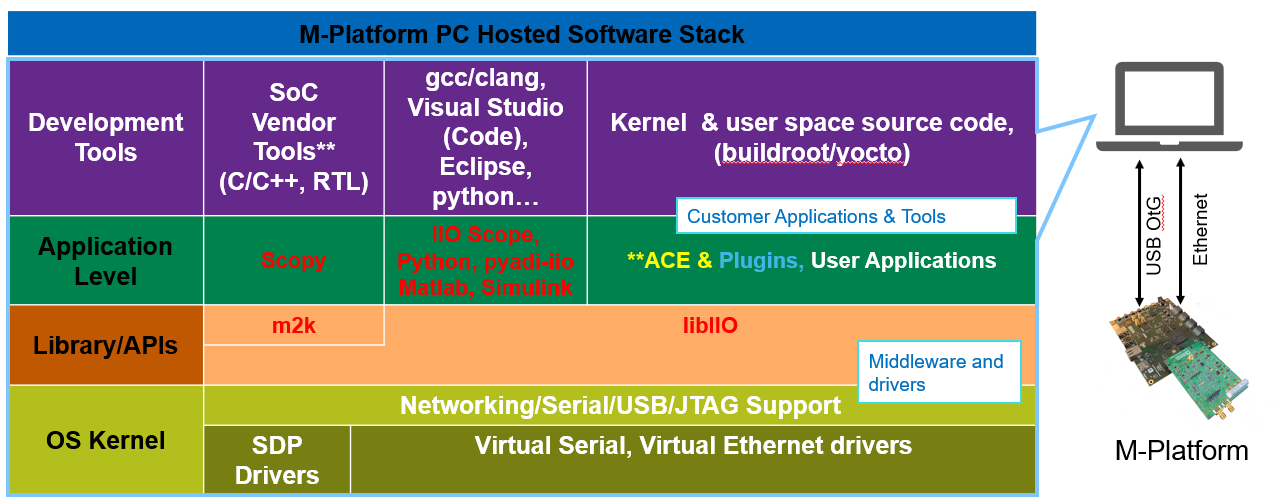 M-Platform PC Hosted Software Stack
Development
Tools
SoC
Vendor
Tools**
(C/C++, RTL)
gcc/clang,
Visual Studio
(Code),
Eclipse,
python…
Kernel & user space source code,
(buildroot/yocto)
Customer Applications & Tools
Application
Level
Scopy
IIO Scope,
Python, pyadi-iio
Matlab, Simulink
**ACE & Plugins, User Applications
Library/APIs
m2k
libIIO
Middleware and
drivers
OS Kernel
Networking/Serial/USB/JTAG Support
SDP
Drivers
Virtual Serial, Virtual Ethernet drivers
USB OtG
Ethernet
M-Platform